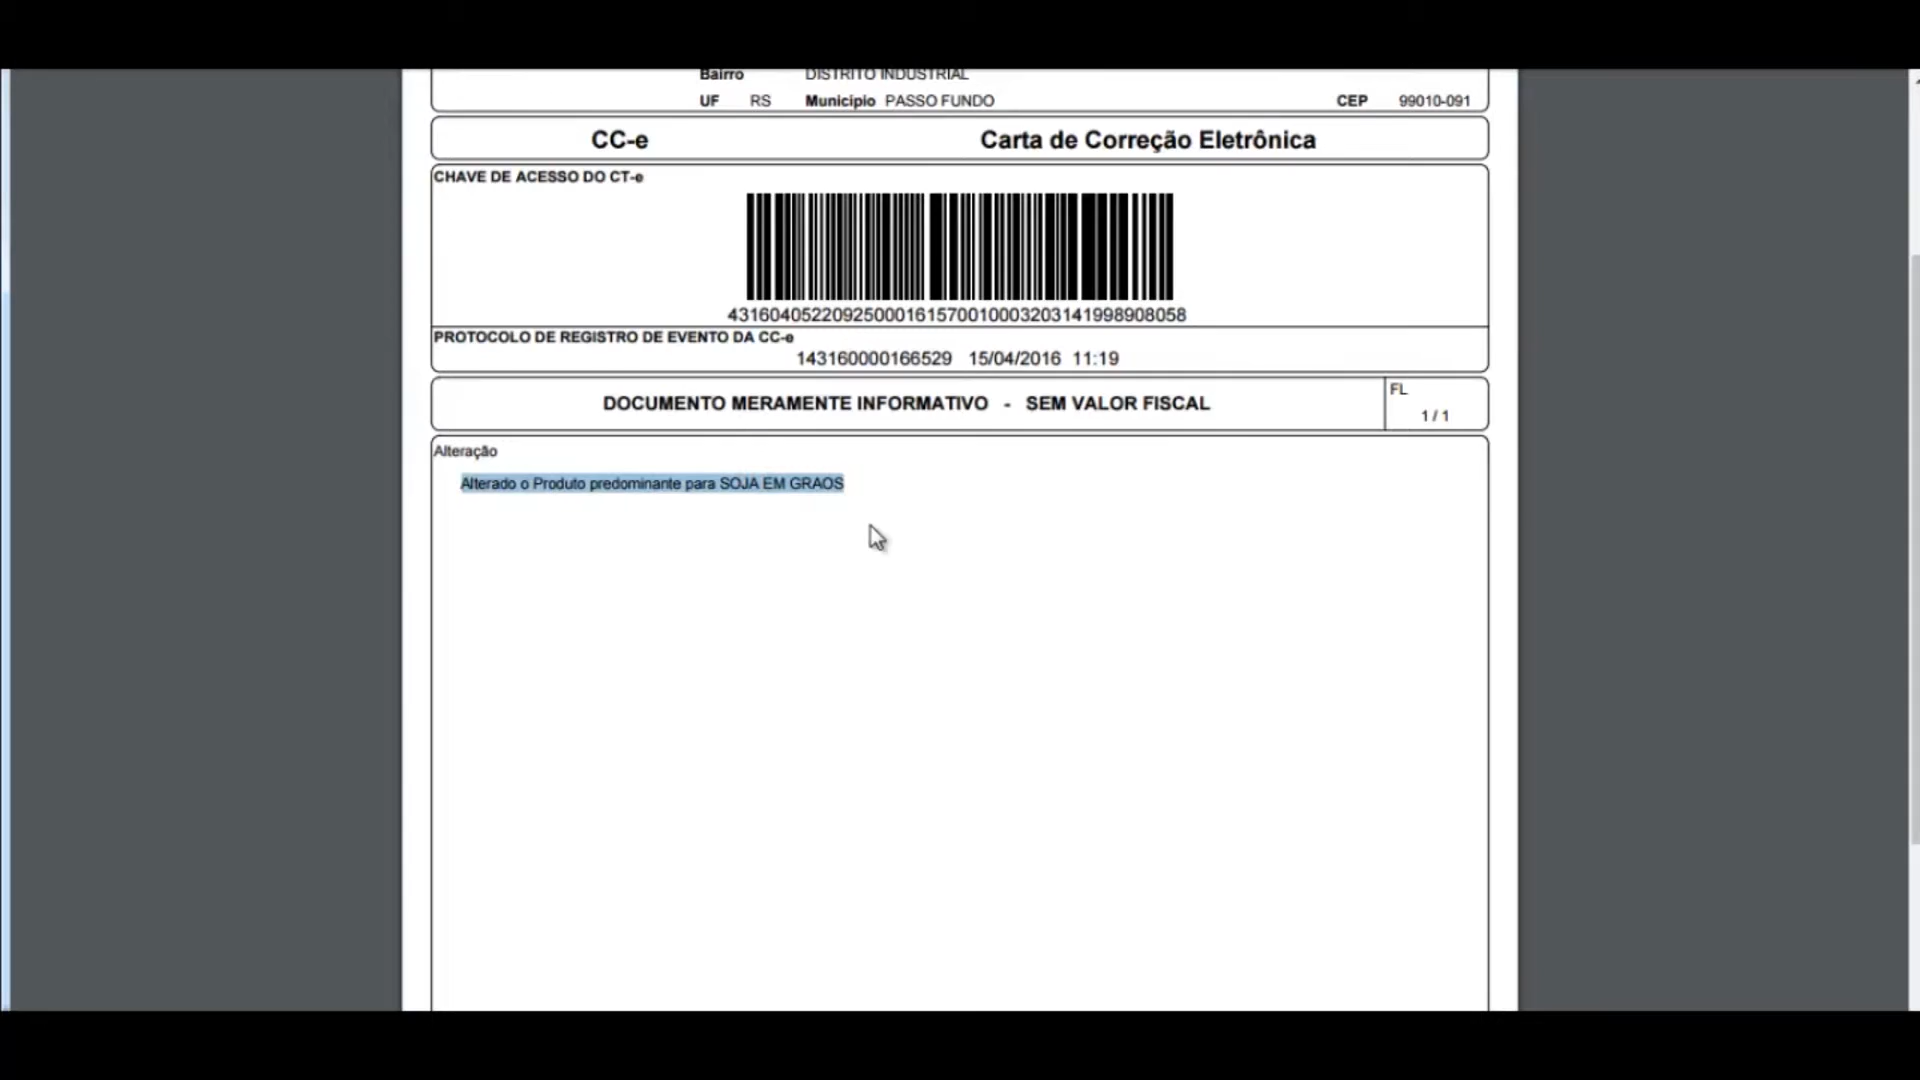 Bairro DISTRITO INDUSTRIAL
UF RS Município PASSO FUNDO CEP 99010-091
CC-e Carta de Correção Eletrônica
CHAVE DE ACESSO DO CT-e
43160405220925000161570010003203141998908058
PROTOCOLO DE REGISTRO DE EVENTO DA CC-e
143160000166529 15/04/2016 11:19
DOCUMENTO MERAMENTE INFORMATIVO - SEM VALOR FISCAL
FL
1 / 1
Alteração
Alterado o Produto predominante para SOJA EM GRAOS